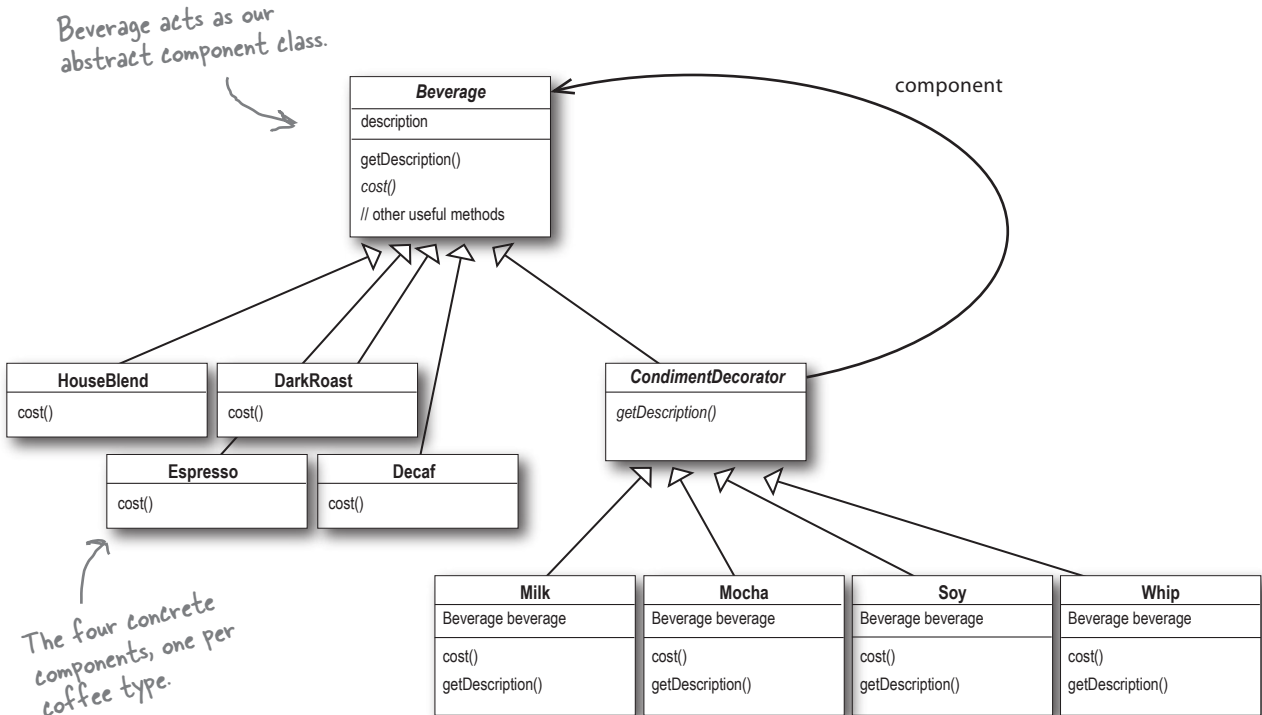 Beverage acts as our
abstract component class.
component
Beverage
description
getDescription()
cost()
// other useful methods
HouseBlend
cost()
DarkRoast
cost()
Espresso
cost()
Decaf
cost()
CondimentDecorator
getDescription()
The four concrete
components, one per
coffee type.
Milk
Beverage beverage
cost()
getDescription()
Mocha
Beverage beverage
cost()
getDescription()
Soy
Beverage beverage
cost()
getDescription()
Whip
Beverage beverage
cost()
getDescription()